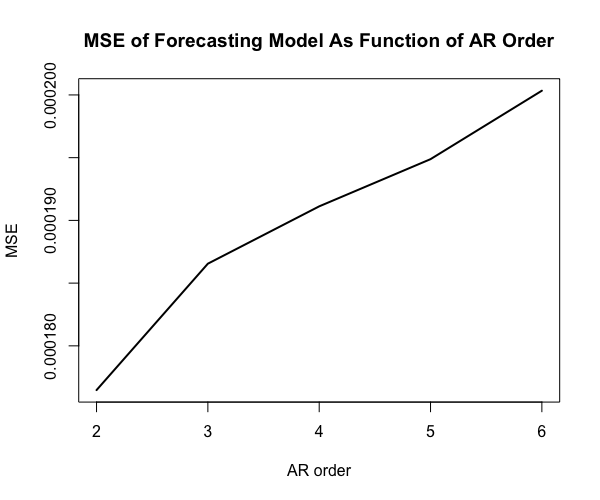 MSE of Forecasting Model As Function of AR Order
0.000200
0.000190
0.000180
MSE
2 3 4 5 6
AR order